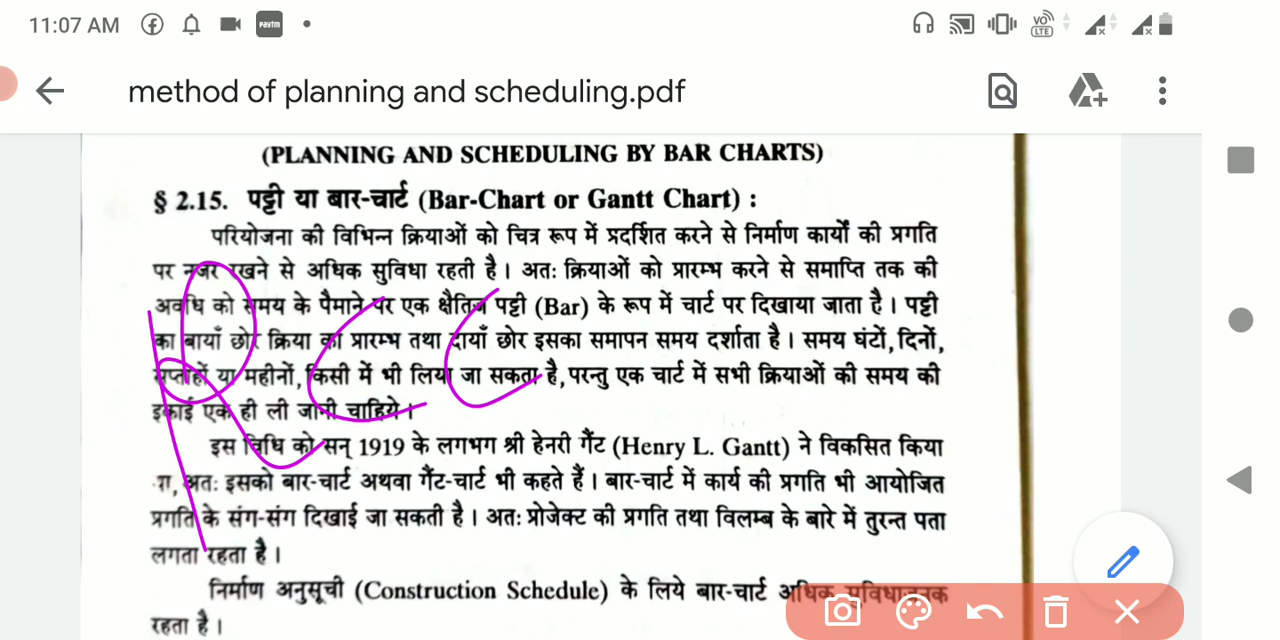 11:07 AM
Paytm
VO LTE
method of planning and scheduling.pdf
(PLANNING AND SCHEDULING BY BAR CHARTS)
§ 2.15. पट्टी या बार-चार्ट (Bar-Chart or Gantt Chart) :
परियोजना की विभिन्न क्रियाओं को चित्र रूप में प्रदर्शित करने से निर्माण कार्यों की प्रगति
पर नजर रखने से अधिक सुविधा रहती है। अतः क्रियाओं को प्रारम्भ करने से समाप्ति तक की
अवधि को समय के पैमाने पर एक क्षैतिज पट्टी (Bar) के रूप में चार्ट पर दिखाया जाता है। पट्टी
का बायाँ छोर क्रिया का प्रारम्भ तथा दायाँ छोर इसका समापन समय दर्शाता है। समय घंटों, दिनों,
सप्ताहों या महीनों, किसी में भी लिया जा सकता है, परन्तु एक चार्ट में सभी क्रियाओं की समय की
इकाई एक ही ली जानी चाहिये।
इस विधि को सन् 1919 के लगभग श्री हेनरी गैंट (Henry L. Gantt) ने विकसित किया
ा, अतः इसको बार-चार्ट अथवा गैंट-चार्ट भी कहते हैं। बार-चार्ट में कार्य की प्रगति भी आयोजित
प्रगति के संग-संग दिखाई जा सकती है। अतः प्रोजेक्ट की प्रगति तथा विलम्ब के बारे में तुरन्त पता
लगता रहता है।
निर्माण अनुसूची (Construction Schedule) के लिये बार-चार्ट अधिक सुविधाजनक
रहता है।
RCC